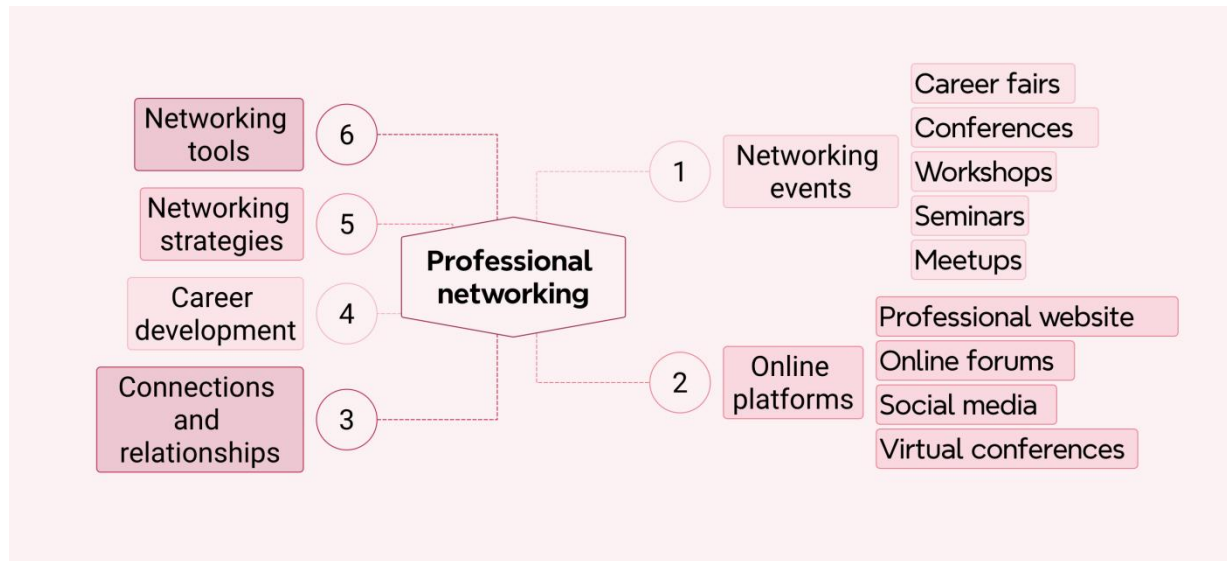 Professional
networking
1
Networking
events
Career fairs
Conferences
Workshops
Seminars
Meetups
2
Online
platforms
Professional website
Online forums
Social media
Virtual conferences
3
Connections
and
relationships
4
Career
development
5
Networking
strategies
6
Networking
tools